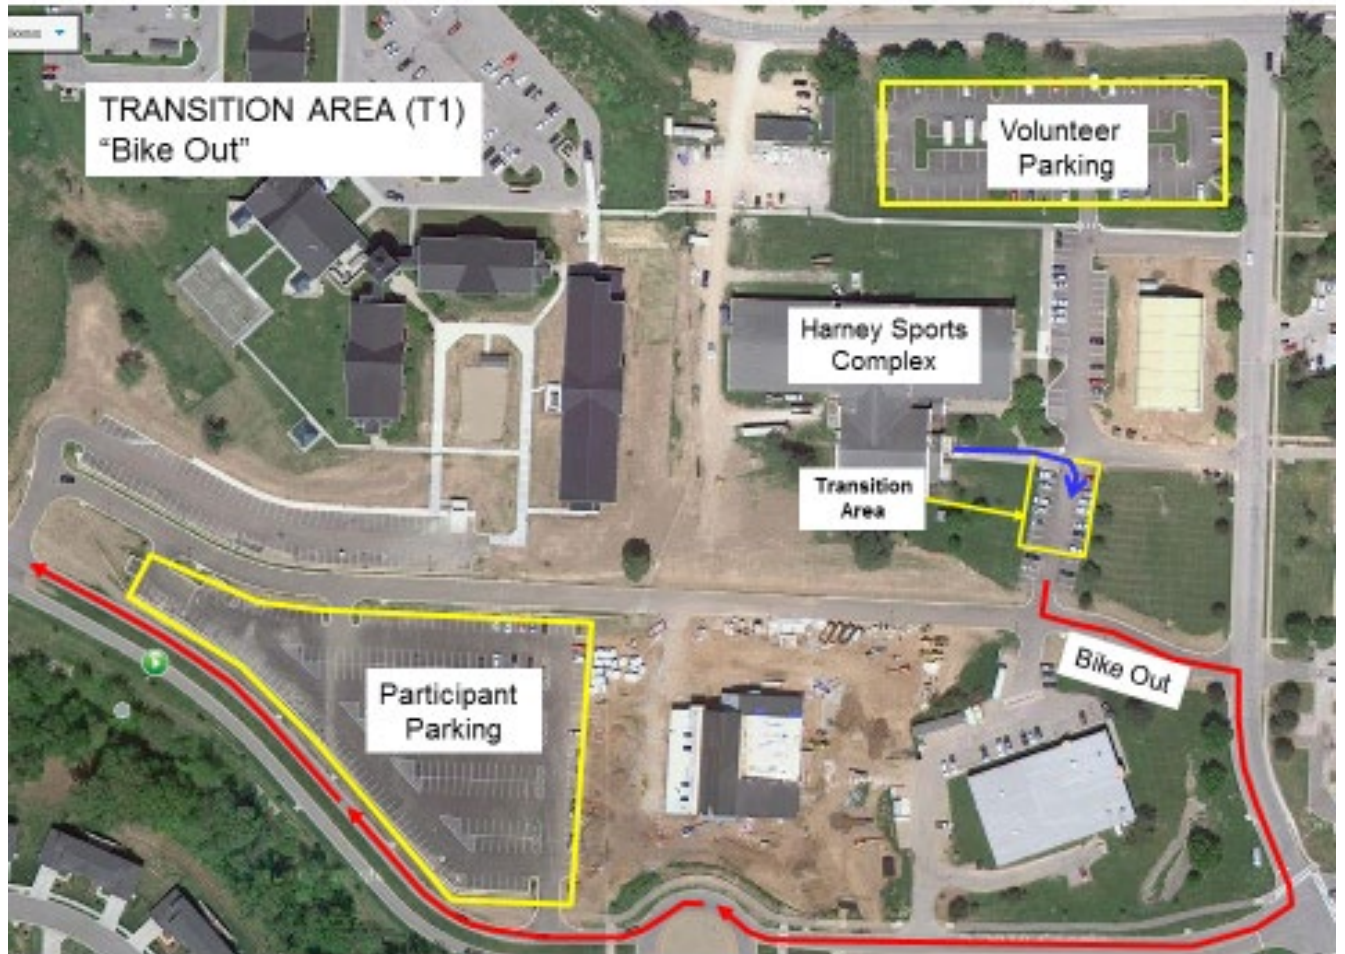 TRANSITION AREA (T1)
“Bike Out”
Volunteer
Parking
Harney Sports
Complex
Transition
Area
Bike Out
Participant
Parking